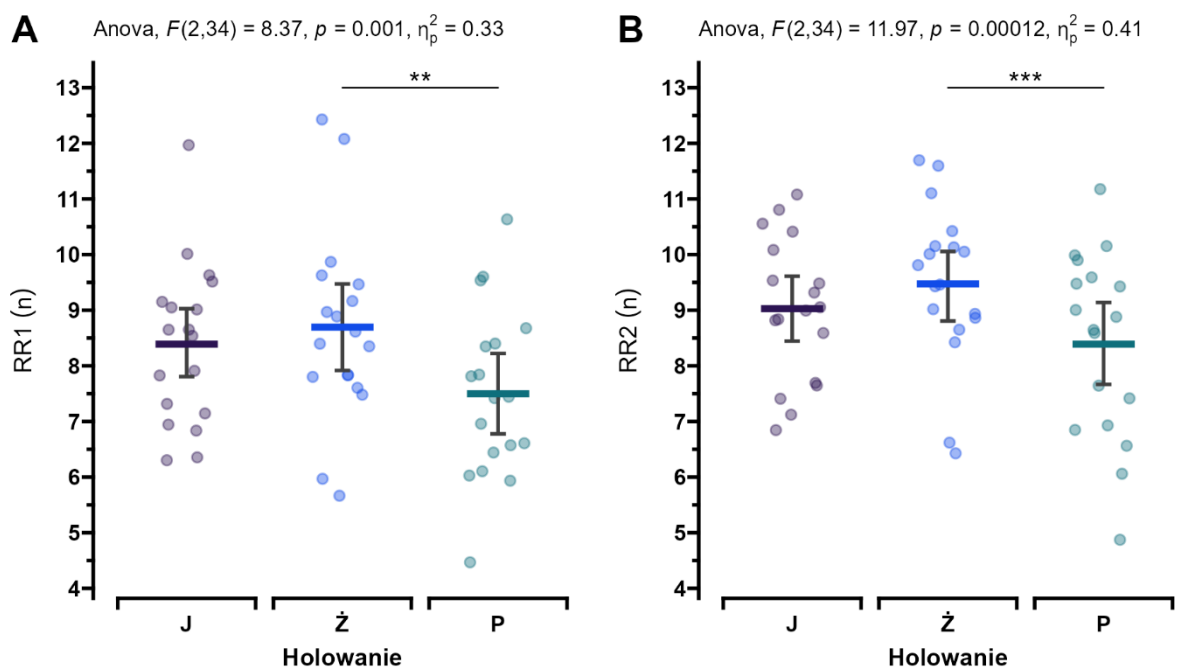 A
Anova, F(2,34) = 8.37, p = 0.001, η²ₚ = 0.33
**
13
12
11
10
9
8
7
6
5
4
RR1 (n)
J Ż P
Holowanie
B
Anova, F(2,34) = 11.97, p = 0.00012, η²ₚ = 0.41
***
13
12
11
10
9
8
7
6
5
4
RR2 (n)
J Ż P
Holowanie